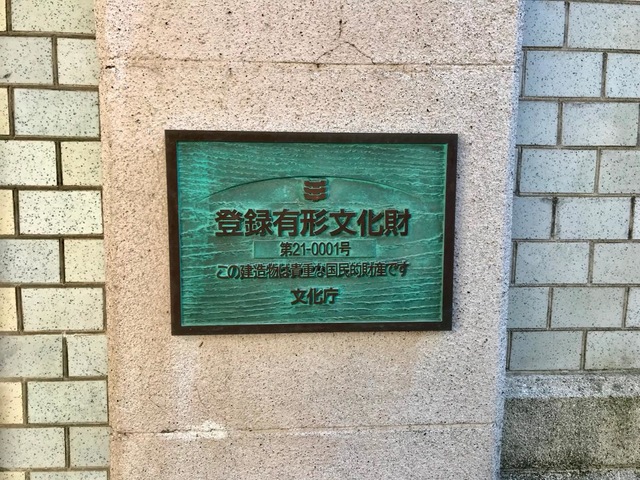 登録有形文化財
第21-0001号
この建造物は貴重な国民的財産です
文化庁